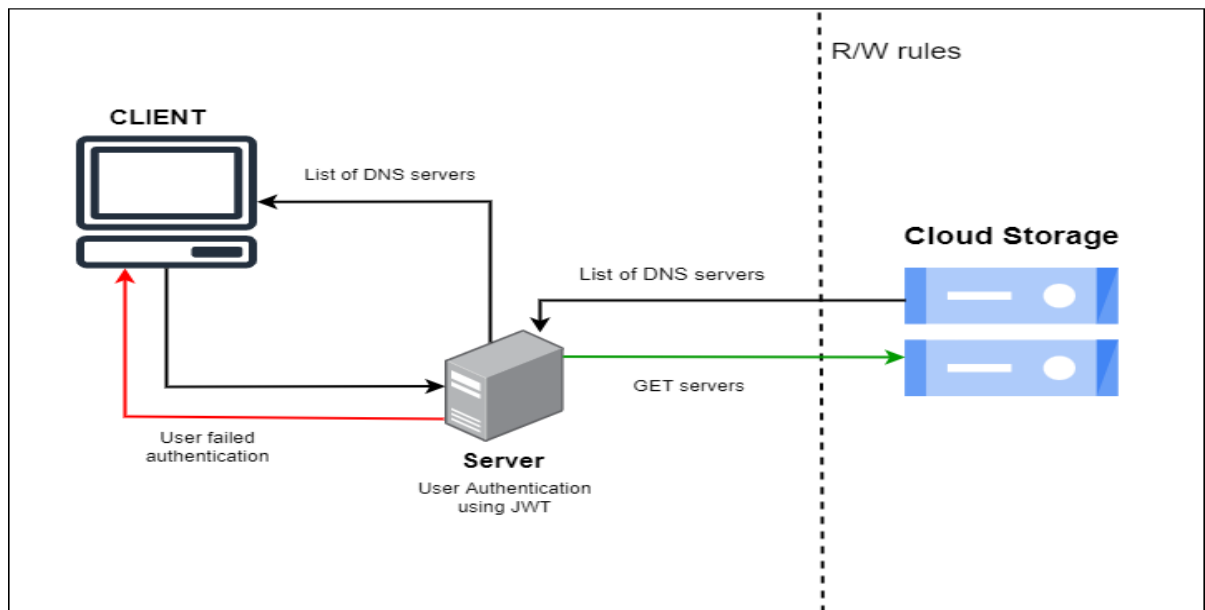 R/W rules
CLIENT
List of DNS servers
Cloud Storage
List of DNS servers
GET servers
User failed
authentication
Server
User Authentication
using JWT